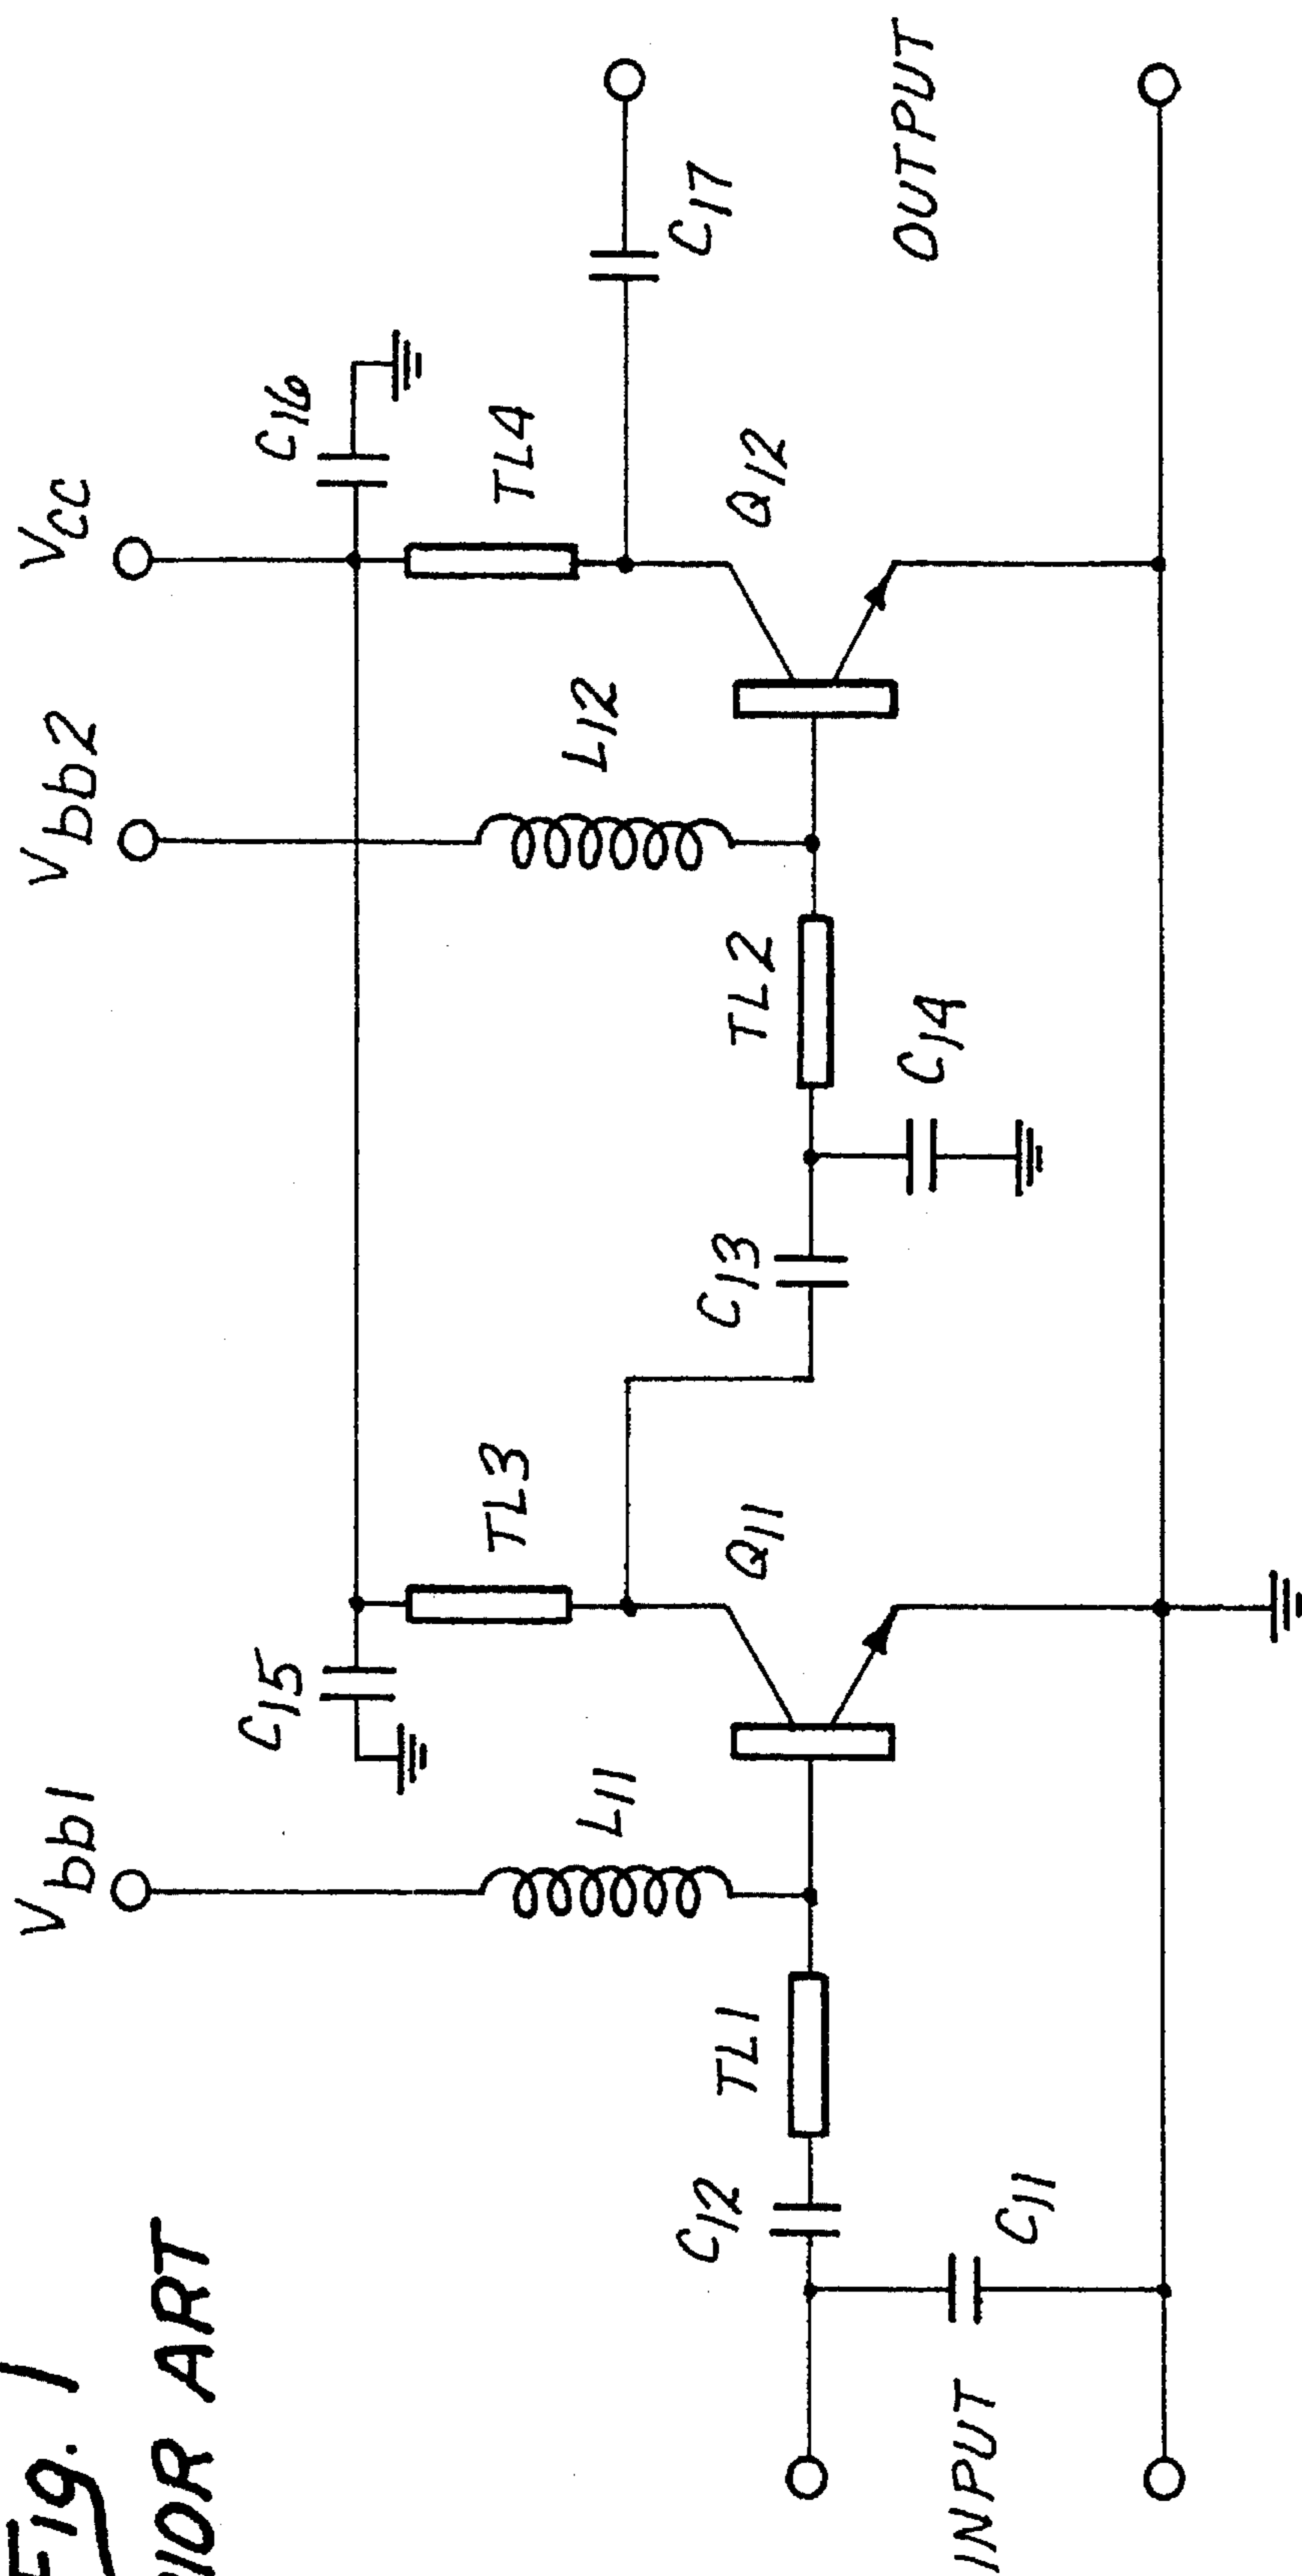 Fig. 1
ART
Vbb1
Vbb2
Vcc
C15
C16
TL3
TL4
L11
L12
C17
Q11
Q12
C12
TL1
C13
TL2
C14
C11
INPUT
OUTPUT